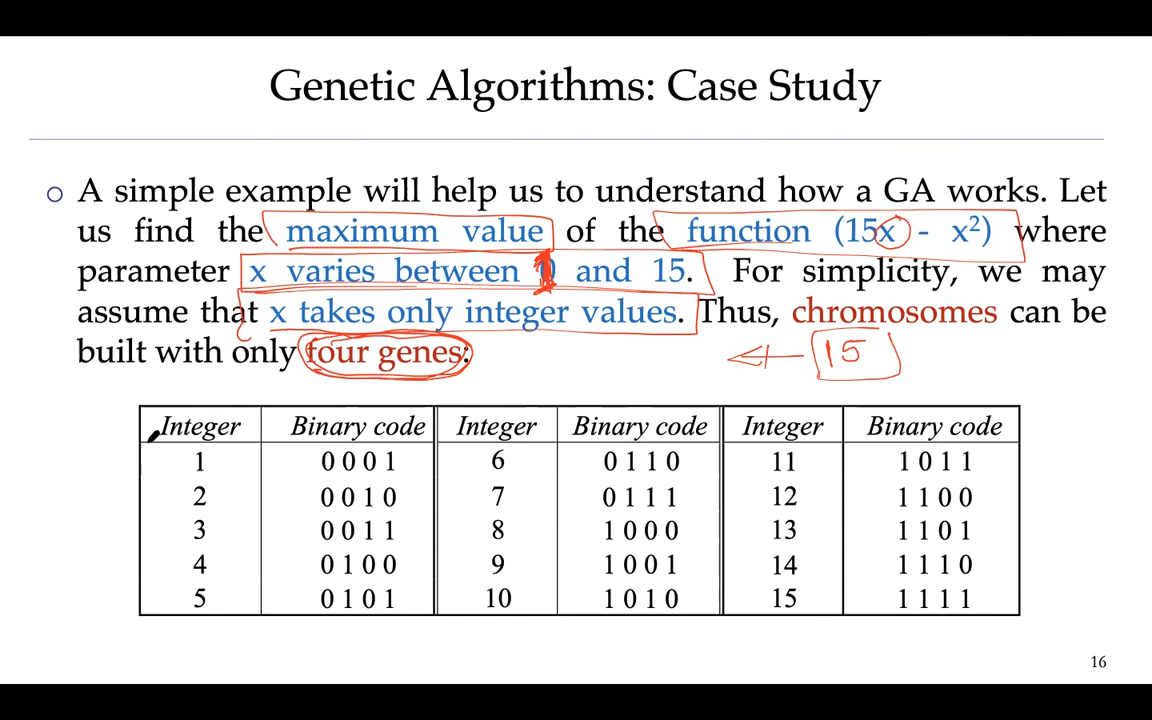 Genetic Algorithms: Case Study
A simple example will help us to understand how a GA works. Let
us find the maximum value of the function (15x - x²) where
parameter x varies between and 15. For simplicity, we may
assume that x takes only integer values. Thus, chromosomes can be
built with only four genes:
15
Integer Binary code Integer Binary code Integer Binary code
1 0 0 0 1 6 0 1 1 0 11 1 0 1 1
2 0 0 1 0 7 0 1 1 1 12 1 1 0 0
3 0 0 1 1 8 1 0 0 0 13 1 1 0 1
4 0 1 0 0 9 1 0 0 1 14 1 1 1 0
5 0 1 0 1 10 1 0 1 0 15 1 1 1 1
16